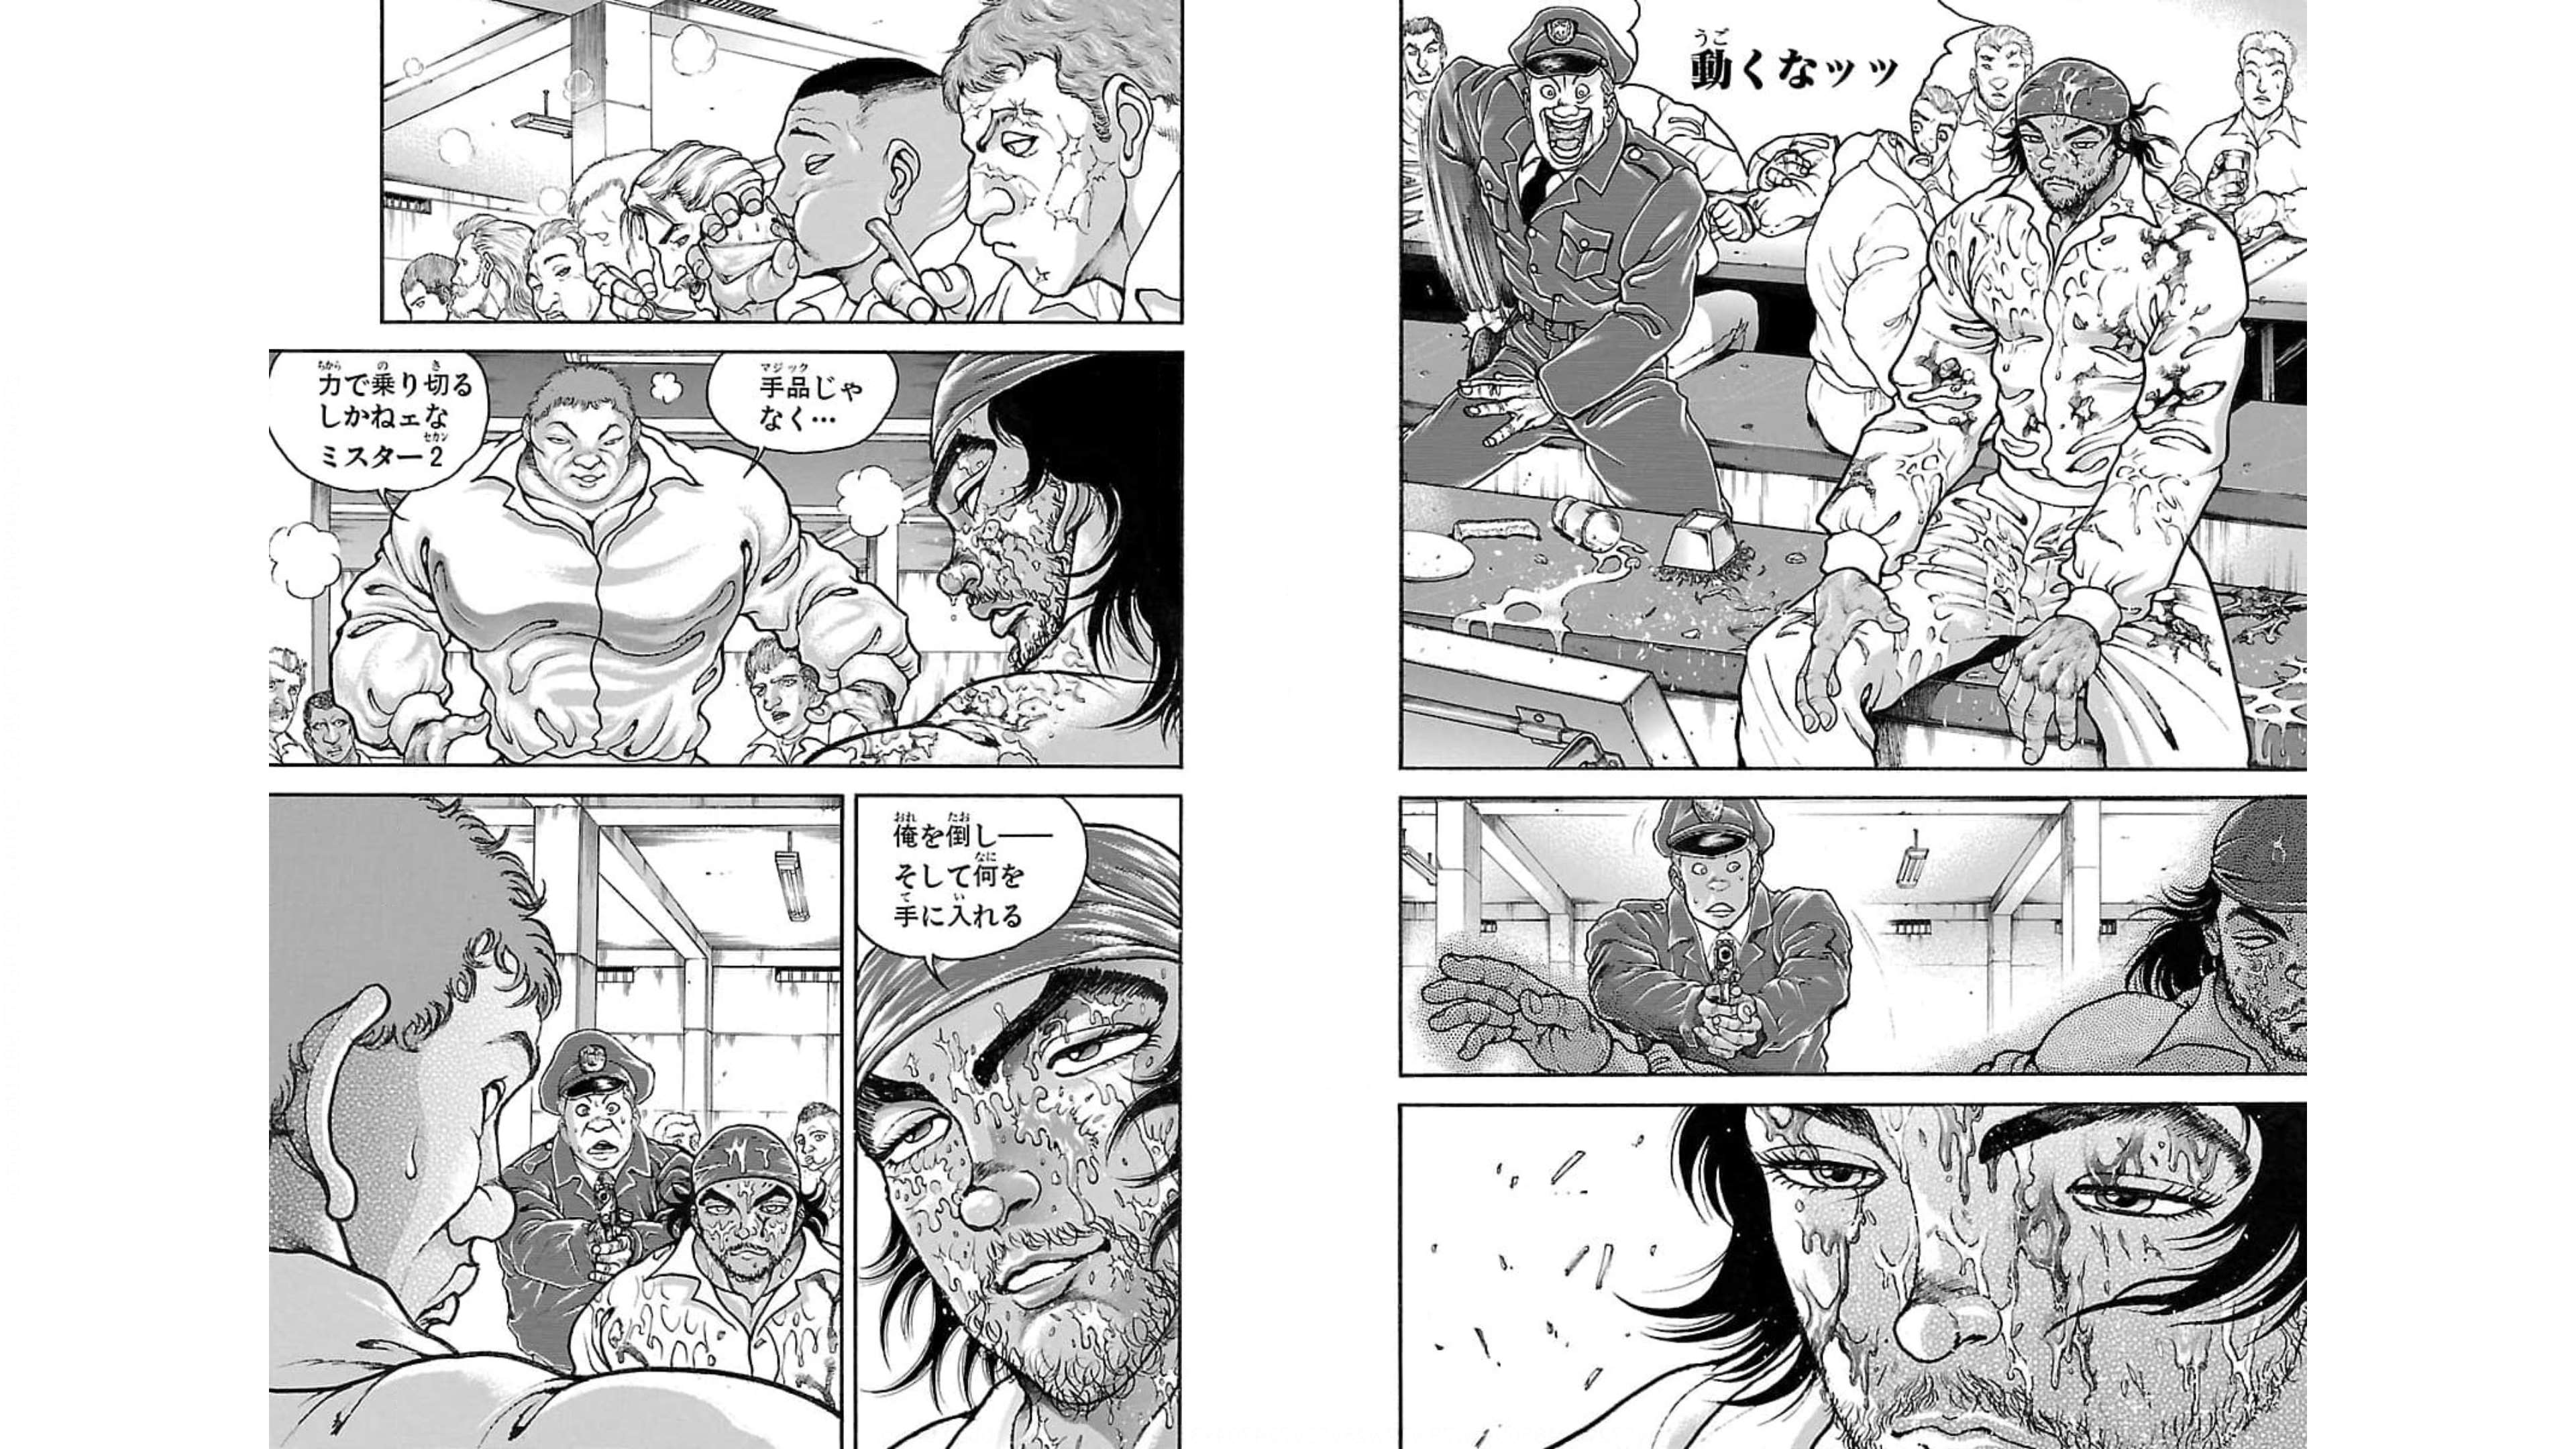 動くなッッ
手品じゃ
なく…
力で乗り切る
しかねェな
ミスター2
俺を倒し——
そして何を
手に入れる